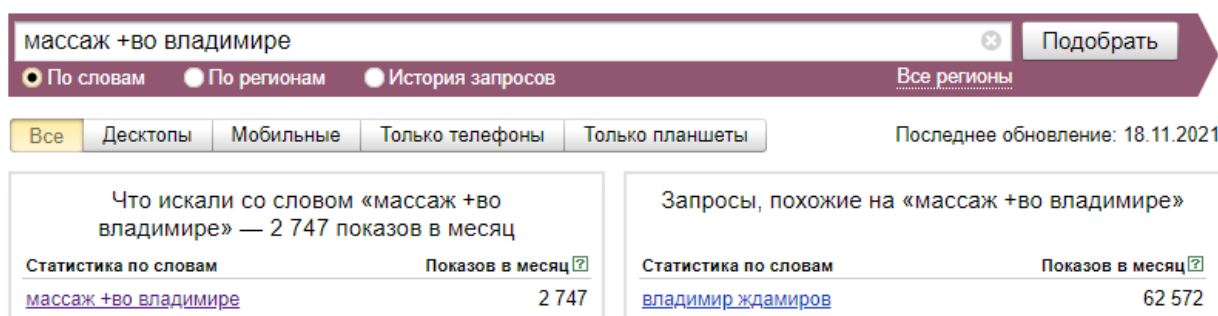 массаж +во владимире
Подобрать
По словам По регионам История запросов Все регионы
Все Десктопы Мобильные Только телефоны Только планшеты Последнее обновление: 18.11.2021
Что искали со словом «массаж +во
владимире» — 2 747 показов в месяц
Статистика по словам Показов в месяц ?
массаж +во владимире 2 747
Запросы, похожие на «массаж +во владимире»
Статистика по словам Показов в месяц ?
владимир ждамиров 62 572